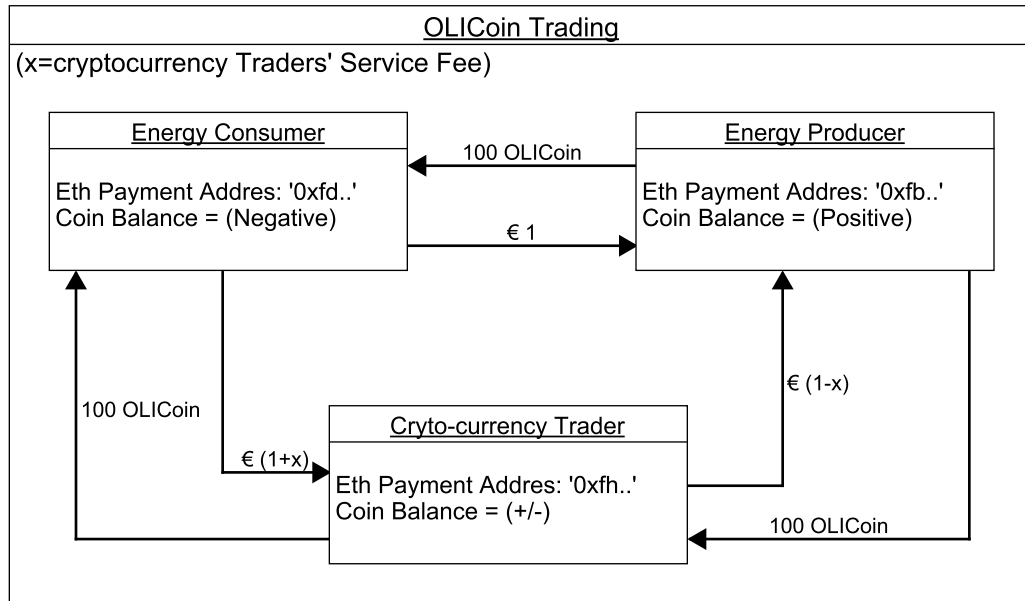 OLICoin Trading
(x=cryptocurrency Traders' Service Fee)
Energy Consumer
Eth Payment Addres: '0xfd..'
Coin Balance = (Negative)
100 OLICoin
€ 1
Energy Producer
Eth Payment Addres: '0xfb..'
Coin Balance = (Positive)
100 OLICoin
€ (1+x)
€ (1-x)
Cryto-currency Trader
Eth Payment Addres: '0xfh..'
Coin Balance = (+/-)
100 OLICoin